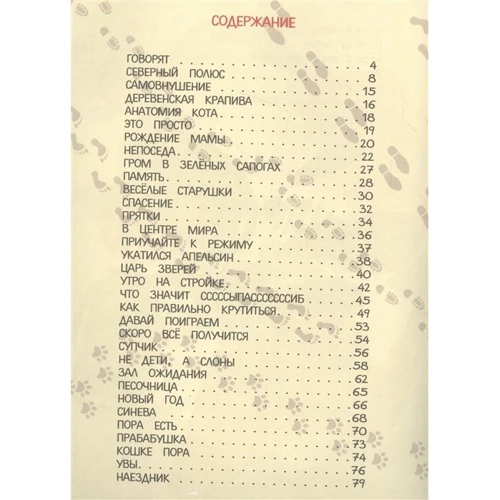 СОДЕРЖАНИЕ
ГОВОРЯТ 4
СЕВЕРНЫЙ ПОЛЮС 8
САМОВНУШЕНИЕ 15
ДЕРЕВЕНСКАЯ КРАПИВА 16
АНАТОМИЯ КОТА 18
ЭТО ПРОСТО 19
РОЖДЕНИЕ МАМЫ 20
НЕПОСЕДА 22
ГРОМ В ЗЕЛЁНЫХ САПОГАХ 27
ПАМЯТЬ 28
ВЕСЁЛЫЕ СТАРУШКИ 30
СПАСЕНИЕ 32
ПРЯТКИ 34
В ЦЕНТРЕ МИРА 36
ПРИУЧАЙТЕ К РЕЖИМУ 37
УКАТИЛСЯ АПЕЛЬСИН 38
ЦАРЬ ЗВЕРЕЙ 40
УТРО НА СТРОЙКЕ 42
ЧТО ЗНАЧИТ ССССССЫПАСССССССИБ 45
КАК ПРАВИЛЬНО КРУТИТЬСЯ 49
ДАВАЙ ПОИГРАЕМ 53
СКОРО ВСЁ ПОЛУЧИТСЯ 54
СУПЧИК 56
НЕ ДЕТИ, А СЛОНЫ 58
ЗАЛ ОЖИДАНИЯ 62
ПЕСОЧНИЦА 65
НОВЫЙ ГОД 66
СИНЕВА 68
ПОРА ЕСТЬ 70
ПРАБАБУШКА 73
КОШКЕ ПОРА 74
УВЫ 76
НАЕЗДНИК 79